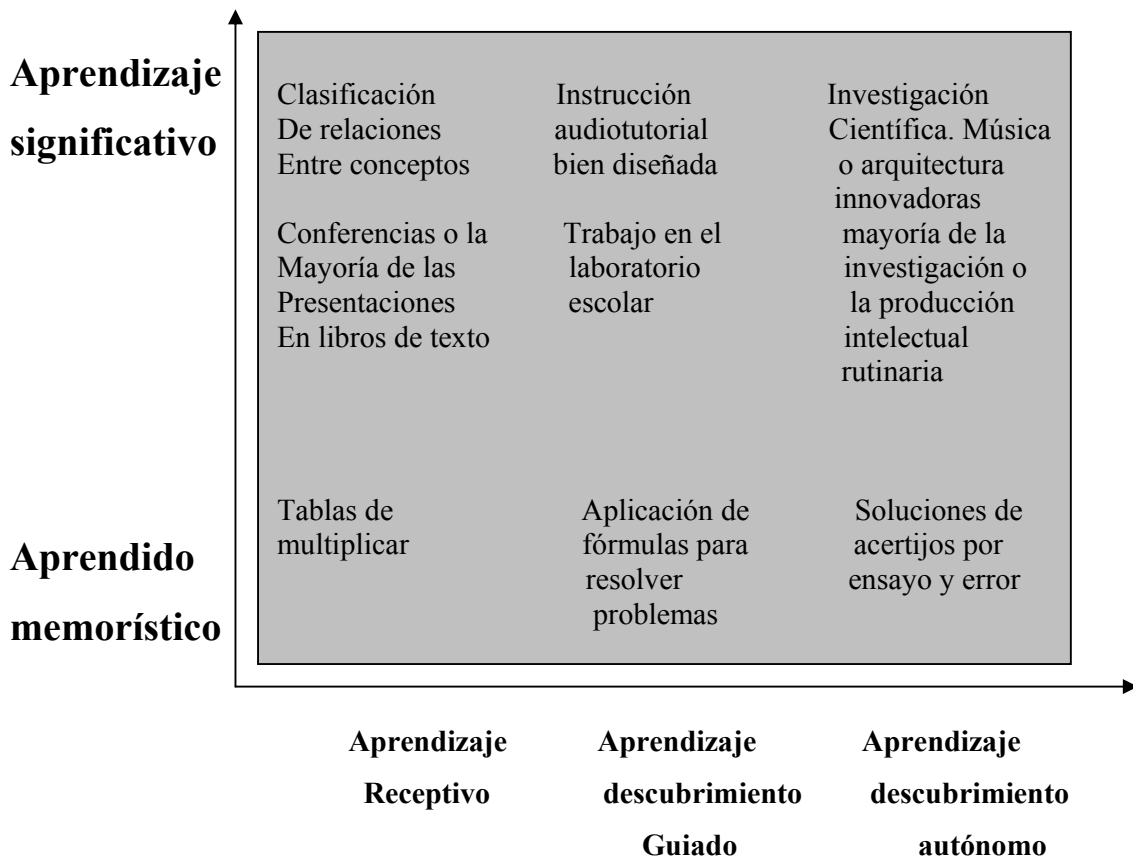 Aprendizaje
significativo
Clasificación
De relaciones
Entre conceptos
Conferencias o la
Mayoría de las
Presentaciones
En libros de texto
Instrucción
audiotutorial
bien diseñada
Trabajo en el
laboratorio
escolar
Investigación
Científica. Música
o arquitectura
innovadoras
mayoría de la
investigación o
la producción
intelectual
rutinaria
Aprendido
memorístico
Tablas de
multiplicar
Aplicación de
fórmulas para
resolver
problemas
Soluciones de
acertijos por
ensayo y error
Aprendizaje
Receptivo
Aprendizaje
descubrimiento
Guiado
Aprendizaje
descubrimiento
autónomo